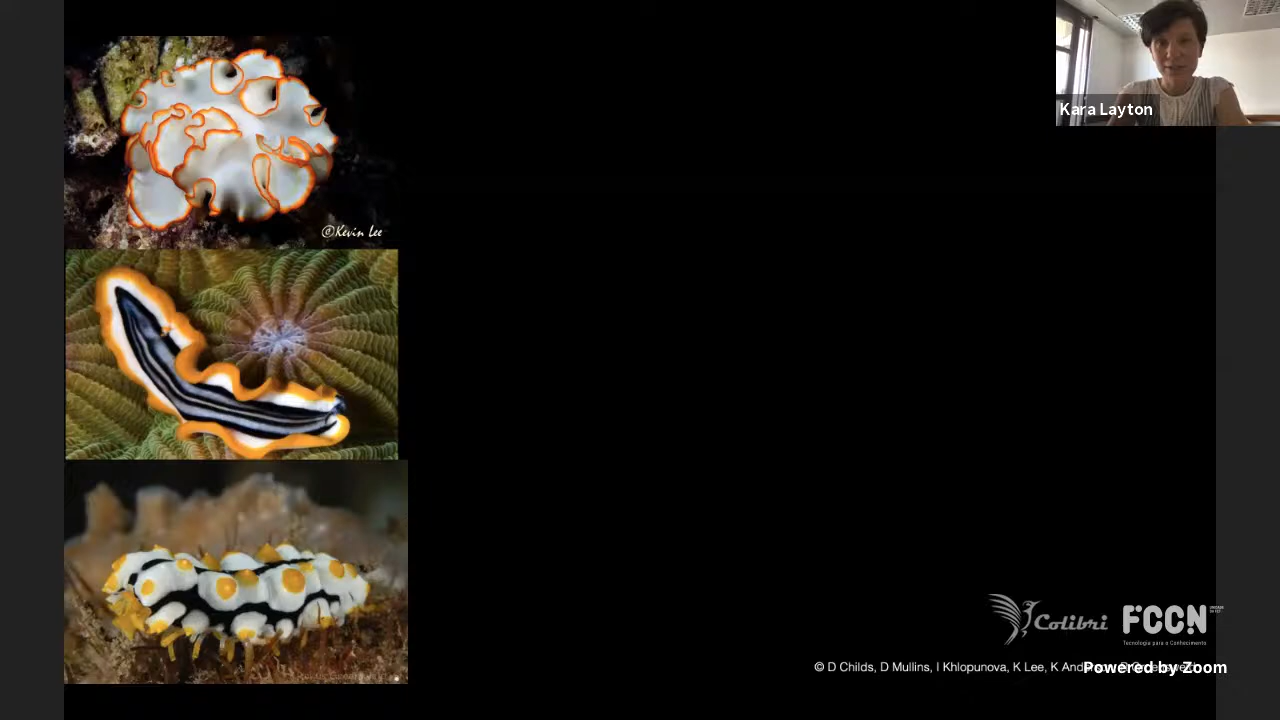 Kara Layton
©Kevin Lee
Colibri
FCCN
Tecnologia para o Conhecimento
© D Childs, D Mullins, I Khlopunova, K Lee, K And
Powered by Zoom